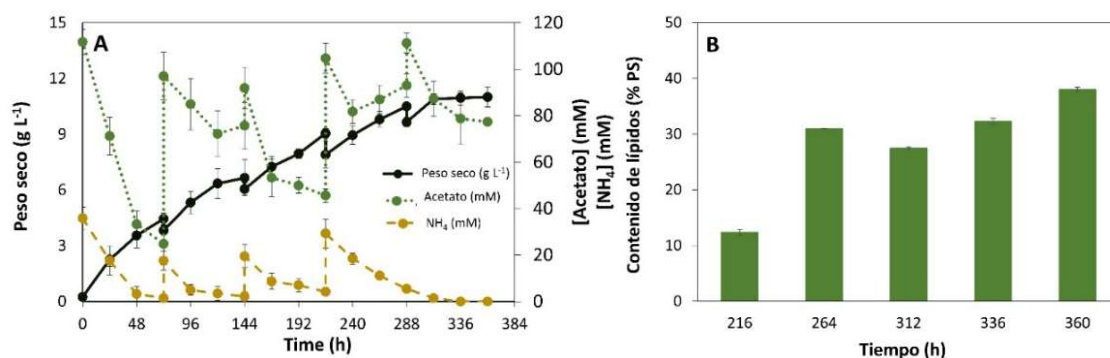 A
Peso seco (g L⁻¹)
15
12
9
6
3
0
0 48 96 144 192 240 288 336 384
Time (h)
120
100
80
60
40
20
0
[Acetato] (mM)
[NH₄] (mM)
Peso seco (g L⁻¹)
Acetato (mM)
NH₄ (mM)
B
Contenido de lípidos (% PS)
50
40
30
20
10
0
216 264 312 336 360
Tiempo (h)